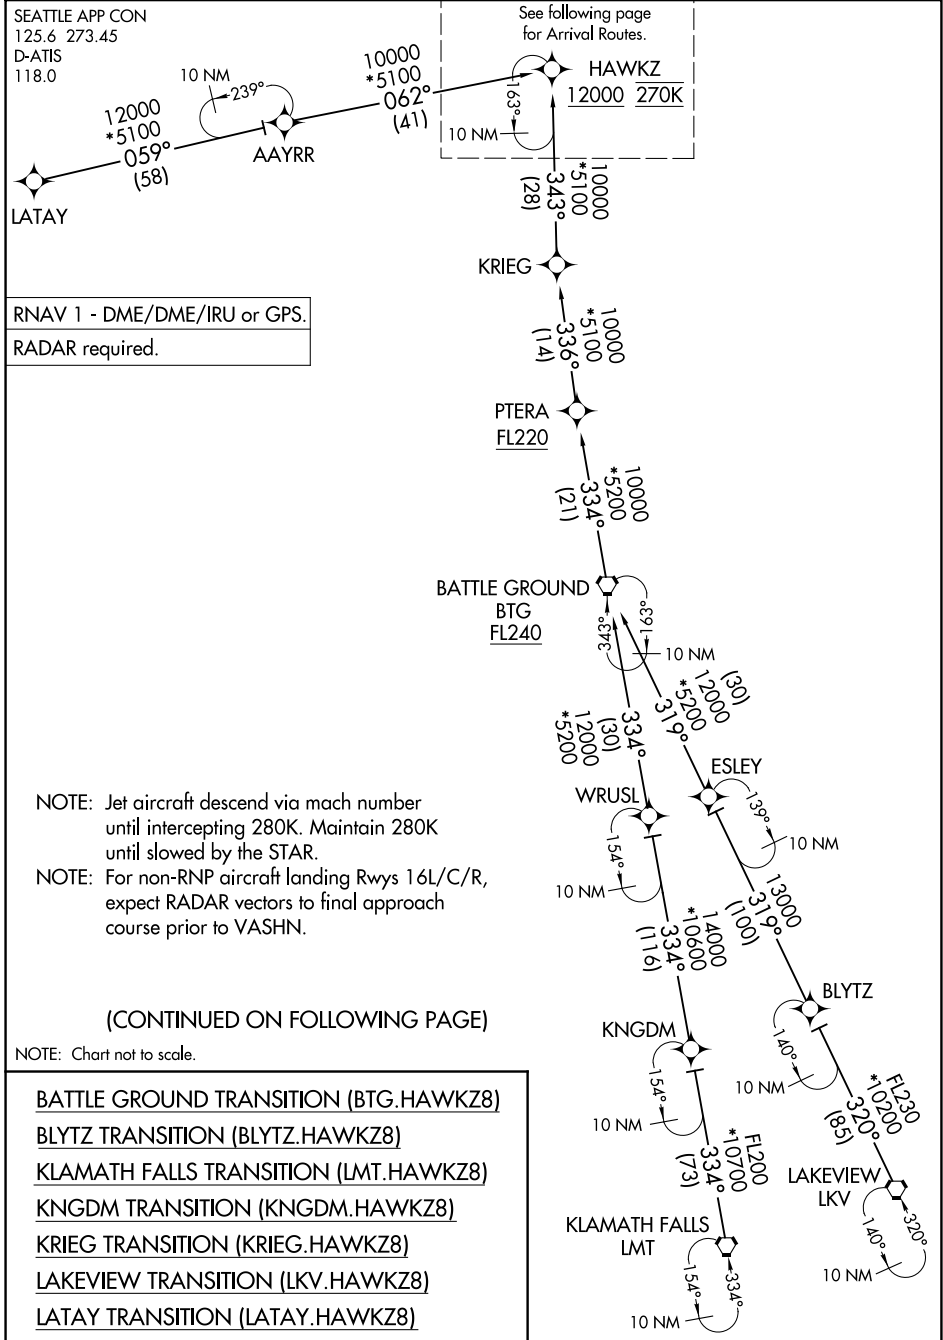 SEATTLE APP CON
125.6 273.45
D-ATIS
118.0
See following page
for Arrival Routes.
HAWKZ
12000 270K
163°
10 NM
10000
*5100
062°
(41)
10 NM
239°
AAYRR
12000
*5100
059°
(58)
LATAY
10000
*5100
343°
(28)
KRIEG
RNAV 1 - DME/DME/IRU or GPS.
RADAR required.
10000
*5100
336°
(14)
PTERA
FL220
10000
*5200
334°
(21)
BATTLE GROUND
BTG
FL240
343°
163°
10 NM
(30)
12000
*5200
319°
334°
(30)
12000
*5200
ESLEY
139°
10 NM
WRUSL
154°
10 NM
NOTE: Jet aircraft descend via mach number
until intercepting 280K. Maintain 280K
until slowed by the STAR.
NOTE: For non-RNP aircraft landing Rwys 16L/C/R,
expect RADAR vectors to final approach
course prior to VASHN.
13000
319°
(100)
14000
*10600
334°
(116)
BLYTZ
140°
10 NM
KNGDM
154°
10 NM
(CONTINUED ON FOLLOWING PAGE)
NOTE: Chart not to scale.
FL230
*10200
320°
(85)
FL200
*10700
334°
(73)
LAKEVIEW
LKV
140°
320°
10 NM
KLAMATH FALLS
LMT
154°
334°
10 NM
BATTLE GROUND TRANSITION (BTG.HAWKZ8)
BLYTZ TRANSITION (BLYTZ.HAWKZ8)
KLAMATH FALLS TRANSITION (LMT.HAWKZ8)
KNGDM TRANSITION (KNGDM.HAWKZ8)
KRIEG TRANSITION (KRIEG.HAWKZ8)
LAKEVIEW TRANSITION (LKV.HAWKZ8)
LATAY TRANSITION (LATAY.HAWKZ8)